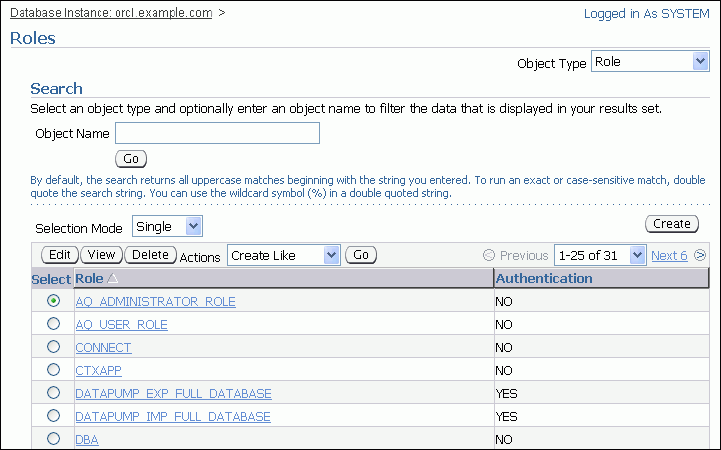 Database Instance: orcl.example.com >
Logged in As SYSTEM
Roles
Object Type Role
Search
Select an object type and optionally enter an object name to filter the data that is displayed in your results set.
Object Name
Go
By default, the search returns all uppercase matches beginning with the string you entered. To run an exact or case-sensitive match, double
quote the search string. You can use the wildcard symbol (%) in a double quoted string.
Selection Mode Single
Create
Edit View Delete Actions Create Like Go Previous 1-25 of 31 Next 6
Select Role Authentication
AQ_ADMINISTRATOR_ROLE NO
AQ_USER_ROLE NO
CONNECT NO
CTXAPP NO
DATAPUMP_EXP_FULL_DATABASE YES
DATAPUMP_IMP_FULL_DATABASE YES
DBA NO